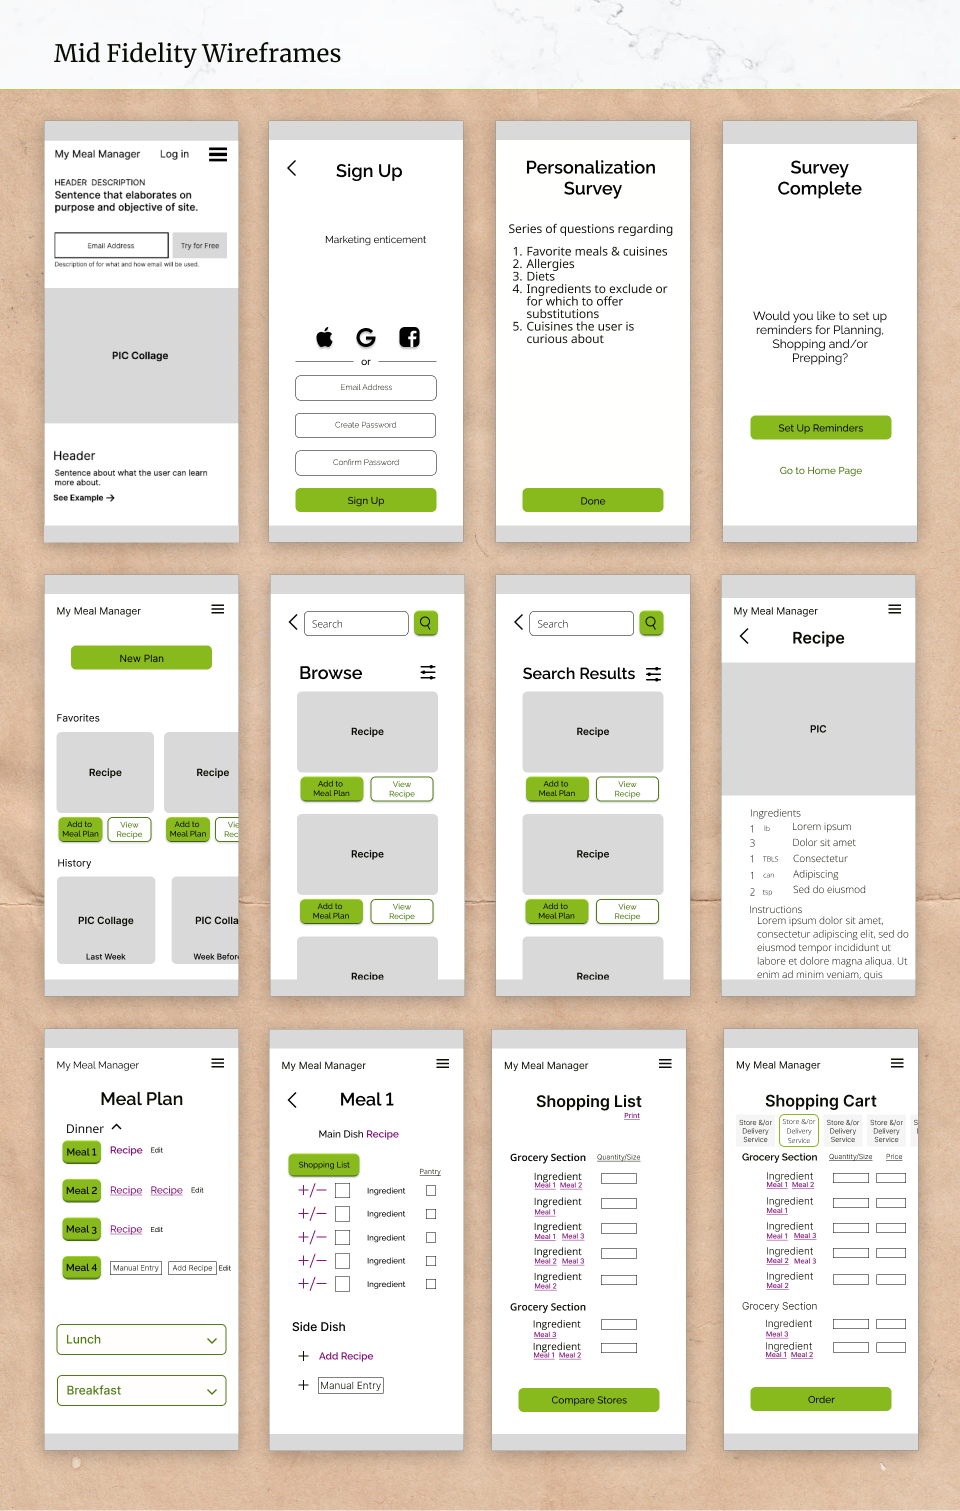 Mid Fidelity Wireframes
My Meal Manager Log in
HEADER DESCRIPTION
Sentence that elaborates on
purpose and objective of site.
Email Address Try for Free
Description of for what and how email will be used.
PIC Collage
Header
Sentence about what the user can learn
more about.
See Example →
Sign Up
Marketing enticement
or
Email Address
Create Password
Confirm Password
Sign Up
Personalization
Survey
Series of questions regarding
1. Favorite meals & cuisines
2. Allergies
3. Diets
4. Ingredients to exclude or
for which to offer
substitutions
5. Cuisines the user is
curious about
Done
Survey
Complete
Would you like to set up
reminders for Planning,
Shopping and/or
Prepping?
Set Up Reminders
Go to Home Page
My Meal Manager
New Plan
Favorites
Recipe Recipe
Add to
Meal Plan
View
Recipe
Add to
Meal Plan
Vie
Rec
History
PIC Collage
Last Week
PIC Colla
Week Before
Search
Browse
Recipe
Add to
Meal Plan
View
Recipe
Recipe
Add to
Meal Plan
View
Recipe
Recipe
Search
Search Results
Recipe
Add to
Meal Plan
View
Recipe
Recipe
Add to
Meal Plan
View
Recipe
Recipe
My Meal Manager
Recipe
PIC
Ingredients
1 lb Lorem ipsum
3 Dolor sit amet
1 TBLS Consectetur
1 can Adipiscing
2 tsp Sed do eiusmod
Instructions
Lorem ipsum dolor sit amet,
consectetur adipiscing elit, sed do
eiusmod tempor incididunt ut
labore et dolore magna aliqua. Ut
enim ad minim veniam, quis
My Meal Manager
Meal Plan
Dinner
Meal 1 Recipe Edit
Meal 2 Recipe Recipe Edit
Meal 3 Recipe Edit
Meal 4 Manual Entry Add Recipe Edit
Lunch
Breakfast
My Meal Manager
Meal 1
Main Dish Recipe
Shopping List
Pantry
+/− Ingredient
+/− Ingredient
+/− Ingredient
+/− Ingredient
+/− Ingredient
Side Dish
+ Add Recipe
+ Manual Entry
My Meal Manager
Shopping List
Print
Grocery Section Quantity/Size
Ingredient
Meal 1 Meal 2
Ingredient
Meal 1
Ingredient
Meal 1 Meal 3
Ingredient
Meal 2 Meal 3
Ingredient
Meal 2
Grocery Section
Ingredient
Meal 3
Ingredient
Meal 1 Meal 2
Compare Stores
My Meal Manager
Shopping Cart
Store &/or
Delivery
Service
Store &/or
Delivery
Service
Store &/or
Delivery
Service
Store &/or
Delivery
Service
S
Grocery Section Quantity/Size Price
Ingredient
Meal 1 Meal 2
Ingredient
Meal 1
Ingredient
Meal 1 Meal 3
Ingredient
Meal 2 Meal 3
Ingredient
Meal 2
Grocery Section
Ingredient
Meal 3
Ingredient
Meal 1 Meal 2
Order